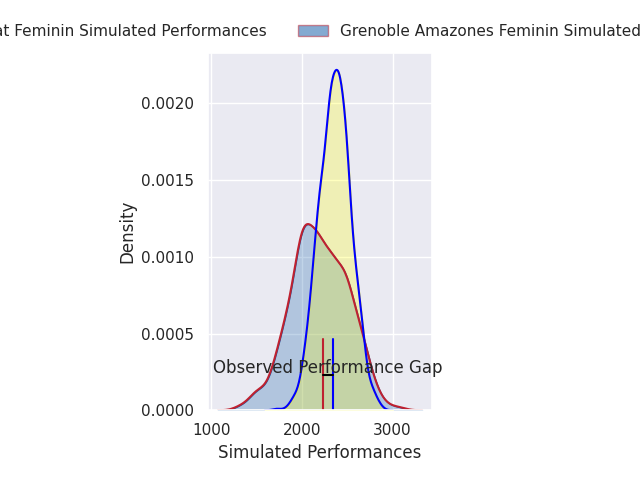 at Feminin Simulated Performances
Grenoble Amazones Feminin Simulated
0.0020
0.0015
0.0010
0.0005
0.0000
Density
Observed Performance Gap
1000 2000 3000
Simulated Performances